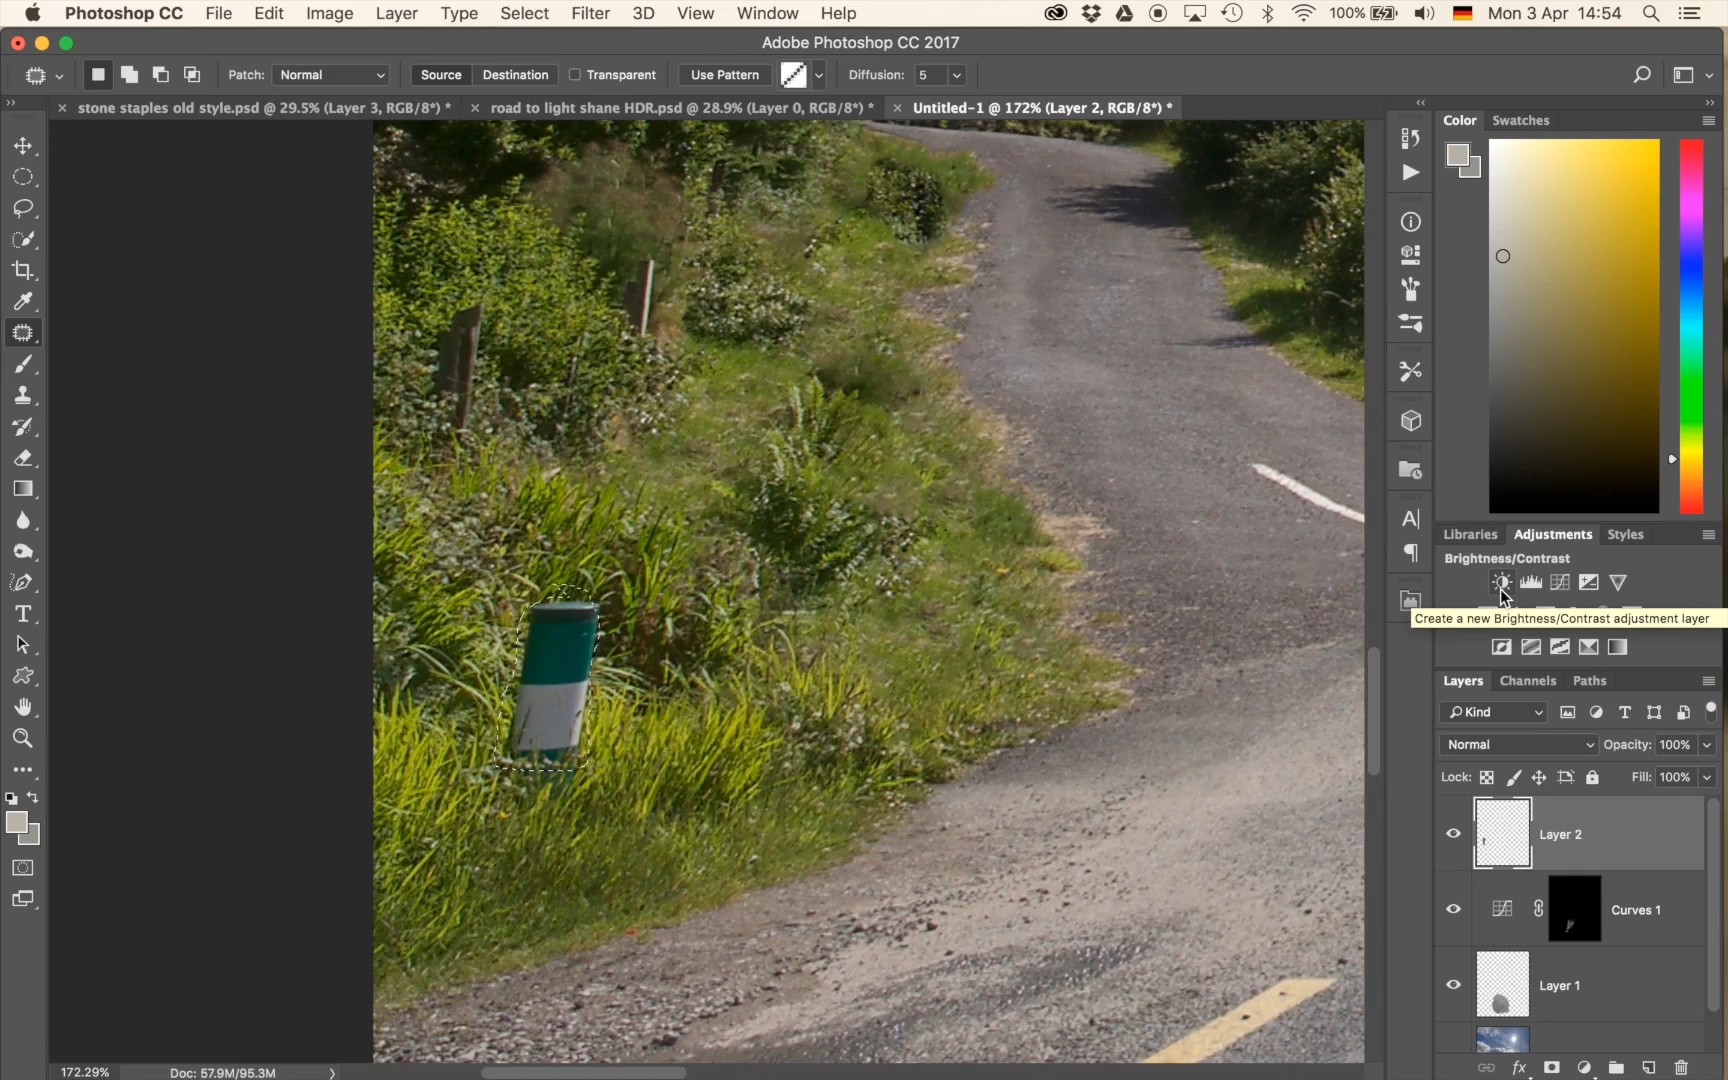 Photoshop CC File Edit Image Layer Type Select Filter 3D View Window Help 100% Mon 3 Apr 14:54
Adobe Photoshop CC 2017
Patch: Normal Source Destination Transparent Use Pattern Diffusion: 5
stone staples old style.psd @ 29.5% (Layer 3, RGB/8*) * road to light shane HDR.psd @ 28.9% (Layer 0, RGB/8*) * Untitled-1 @ 172% (Layer 2, RGB/8*) *
Color Swatches
Libraries Adjustments Styles
Brightness/Contrast
Create a new Brightness/Contrast adjustment layer
Layers Channels Paths
Kind
Normal Opacity: 100%
Lock: Fill: 100%
Layer 2
Curves 1
Layer 1
172.29% Doc: 57.9M/95.3M